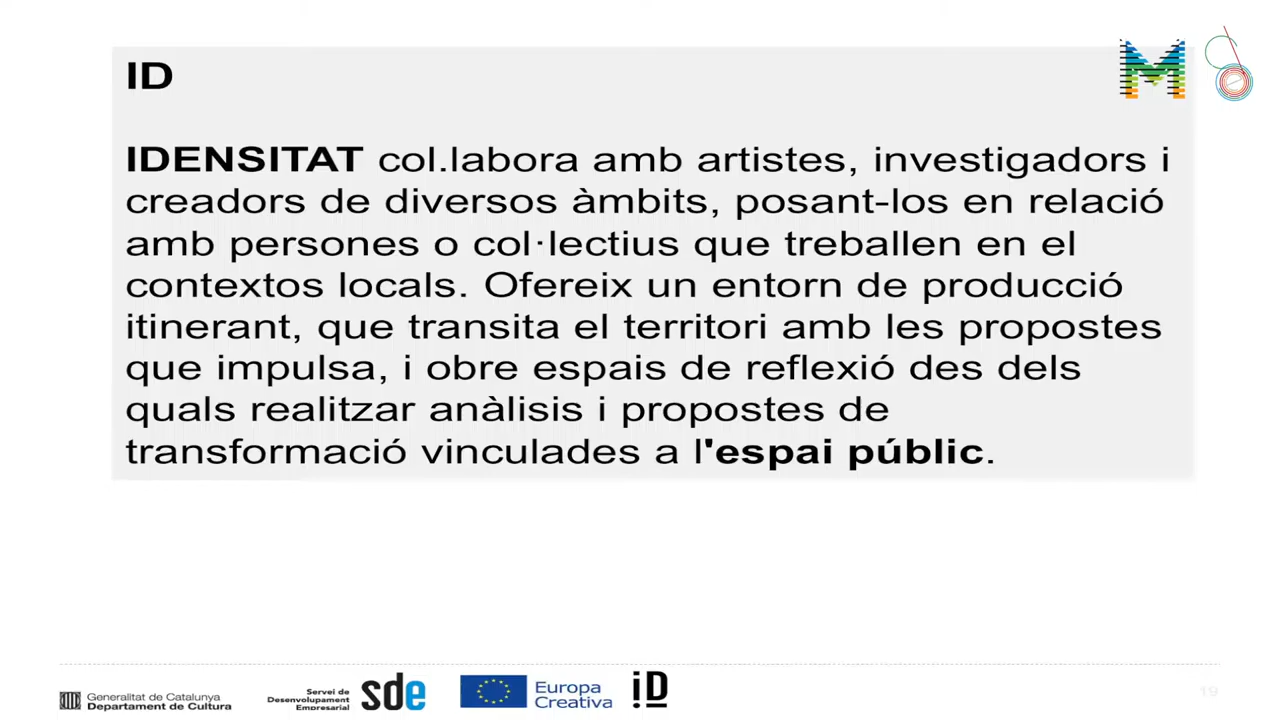 ID
IDENSITAT col.labora amb artistes, investigadors i
creadors de diversos àmbits, posant-los en relació
amb persones o col·lectius que treballen en el
contextos locals. Ofereix un entorn de producció
itinerant, que transita el territori amb les propostes
que impulsa, i obre espais de reflexió des dels
quals realitzar anàlisis i propostes de
transformació vinculades a l'espai públic.
M
Generalitat de Catalunya
Departament de Cultura
Servei de
Desenvolupament
Empresarial
sde
Europa
Creativa
iD
19